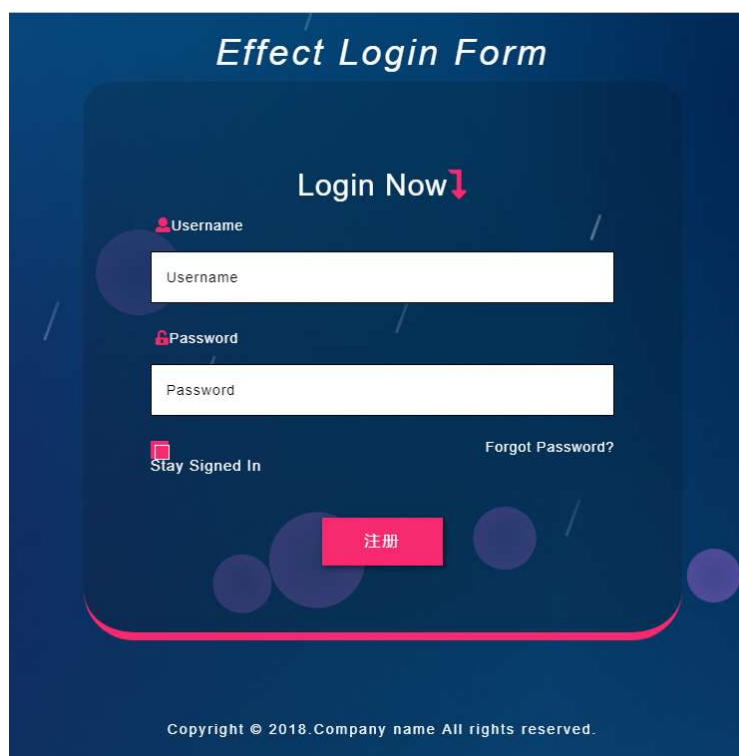 Effect Login Form
Login Now
Username
Username
Password
Password
Forgot Password?
Stay Signed In
注册
Copyright © 2018.Company name All rights reserved.